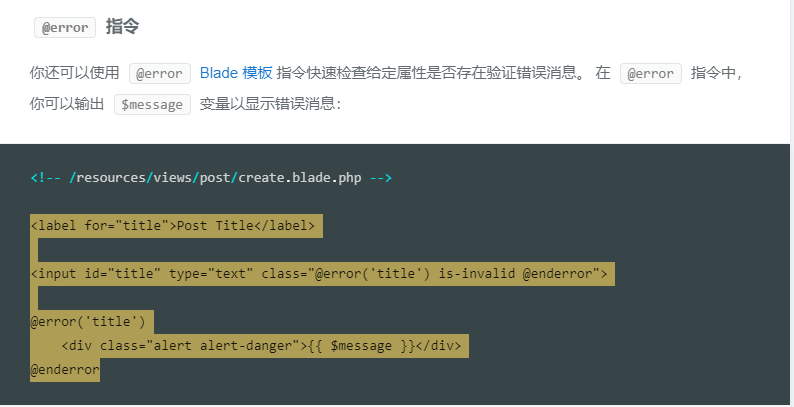 @error 指令
你还可以使用 @error Blade 模板 指令快速检查给定属性是否存在验证错误消息。 在 @error 指令中，
你可以输出 $message 变量以显示错误消息：
<!-- /resources/views/post/create.blade.php -->
<label for="title">Post Title</label>
<input id="title" type="text" class="@error('title') is-invalid @enderror">
@error('title')
    <div class="alert alert-danger">{{ $message }}</div>
@enderror